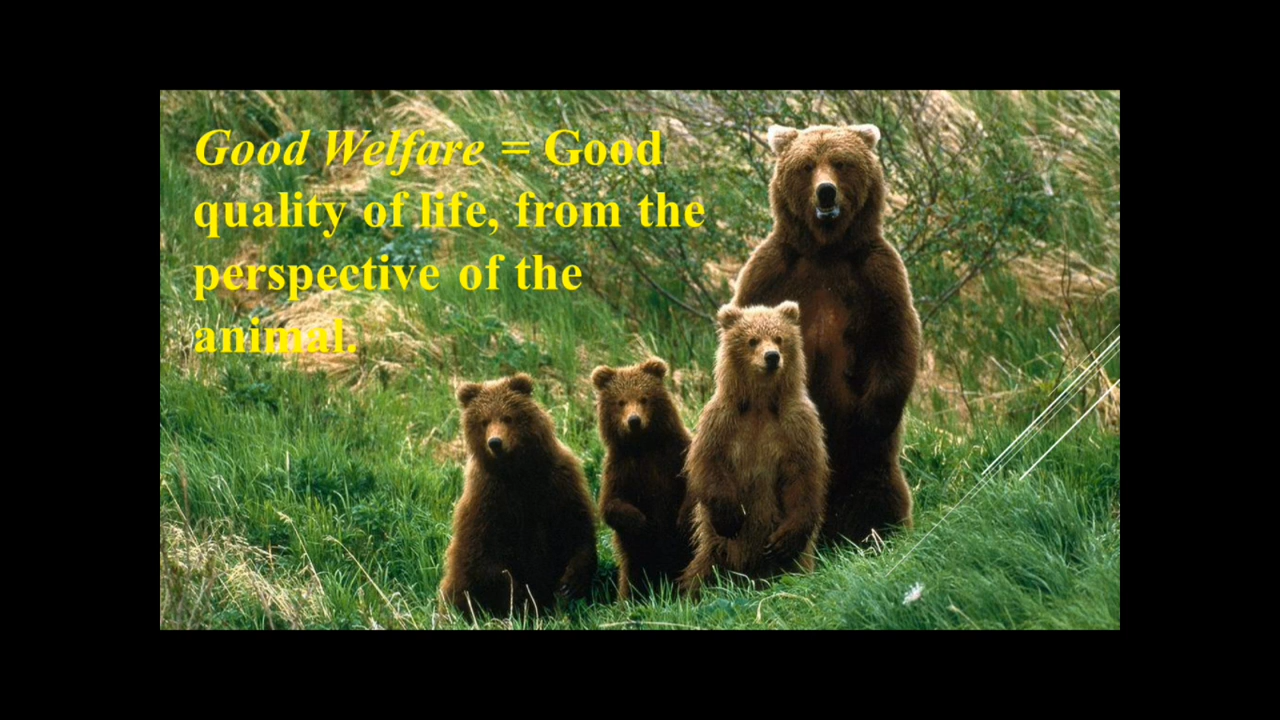 Good Welfare = Good
quality of life, from the
perspective of the
animal.